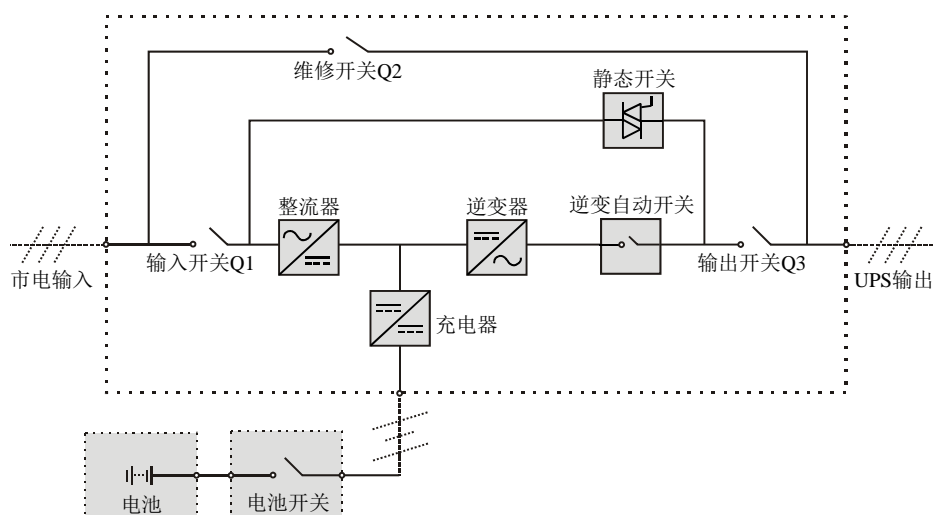 维修开关Q2
静态开关
整流器
逆变器
逆变自动开关
市电输入
输入开关Q1
输出开关Q3
UPS输出
充电器
电池
电池开关